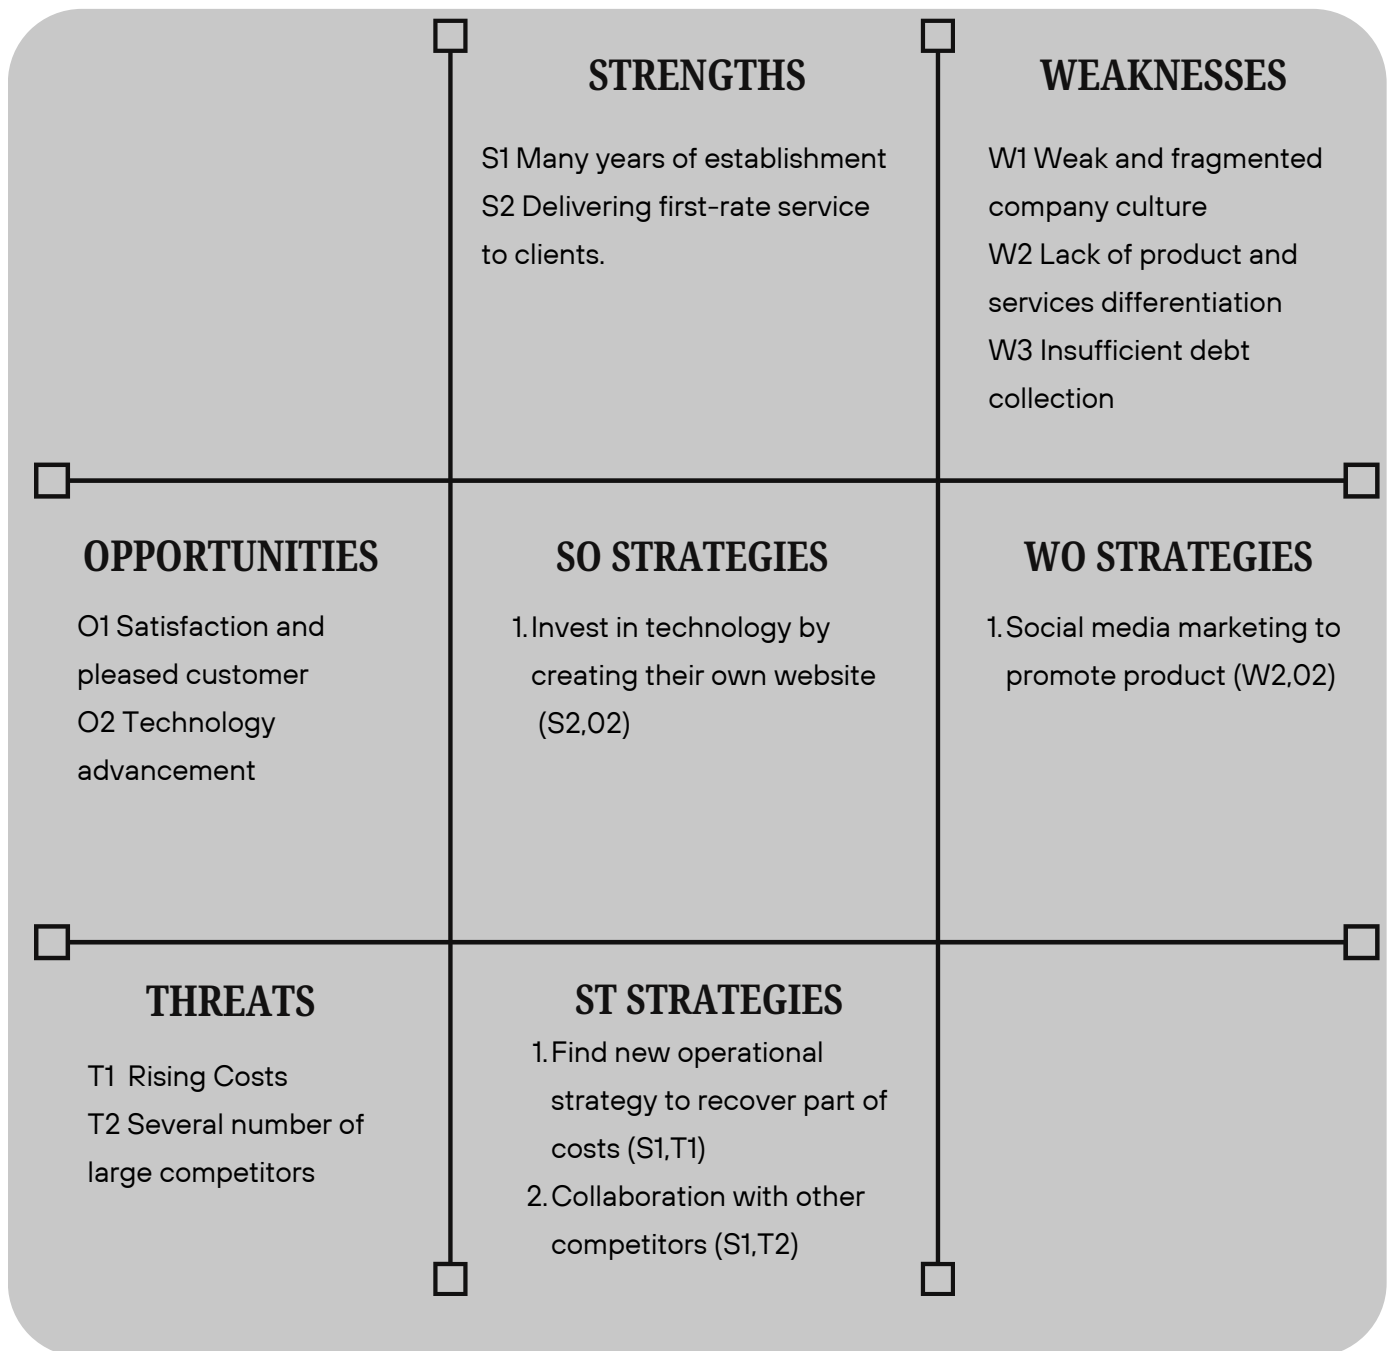 STRENGTHS
S1 Many years of establishment
S2 Delivering first-rate service
to clients.
WEAKNESSES
W1 Weak and fragmented
company culture
W2 Lack of product and
services differentiation
W3 Insufficient debt
collection
OPPORTUNITIES
O1 Satisfaction and
pleased customer
O2 Technology
advancement
SO STRATEGIES
1. Invest in technology by
creating their own website
(S2,02)
WO STRATEGIES
1. Social media marketing to
promote product (W2,02)
THREATS
T1 Rising Costs
T2 Several number of
large competitors
ST STRATEGIES
1. Find new operational
strategy to recover part of
costs (S1,T1)
2. Collaboration with other
competitors (S1,T2)